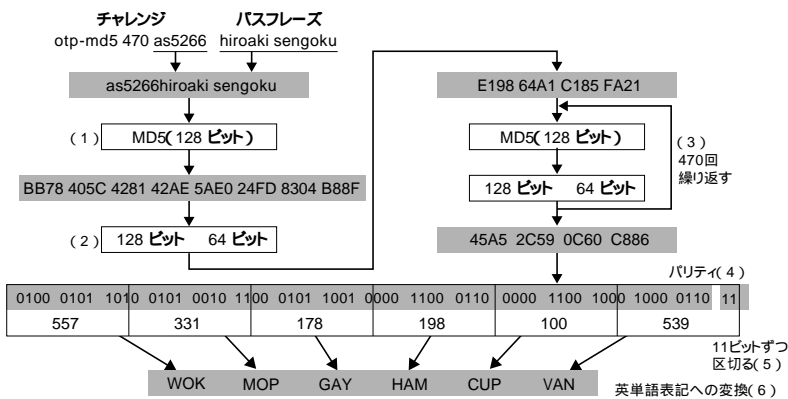 チャレンジ パスフレーズ
otp-md5 470 as5266 hiroaki sengoku
as5266hiroaki sengoku
(1) MD5(128 ビット)
BB78 405C 4281 42AE 5AE0 24FD 8304 B88F
(2) 128 ビット 64 ビット
E198 64A1 C185 FA21
MD5(128 ビット)
(3)
470回
繰り返す
128 ビット 64 ビット
45A5 2C59 0C60 C886
パリティ(4)
0100 0101 1010 0101 0010 1100 0101 1001 0000 1100 0110 0000 1100 1000 1000 0110 11
557 331 178 198 100 539
11ビットずつ
区切る(5)
WOK MOP GAY HAM CUP VAN
英単語表記への変換(6)